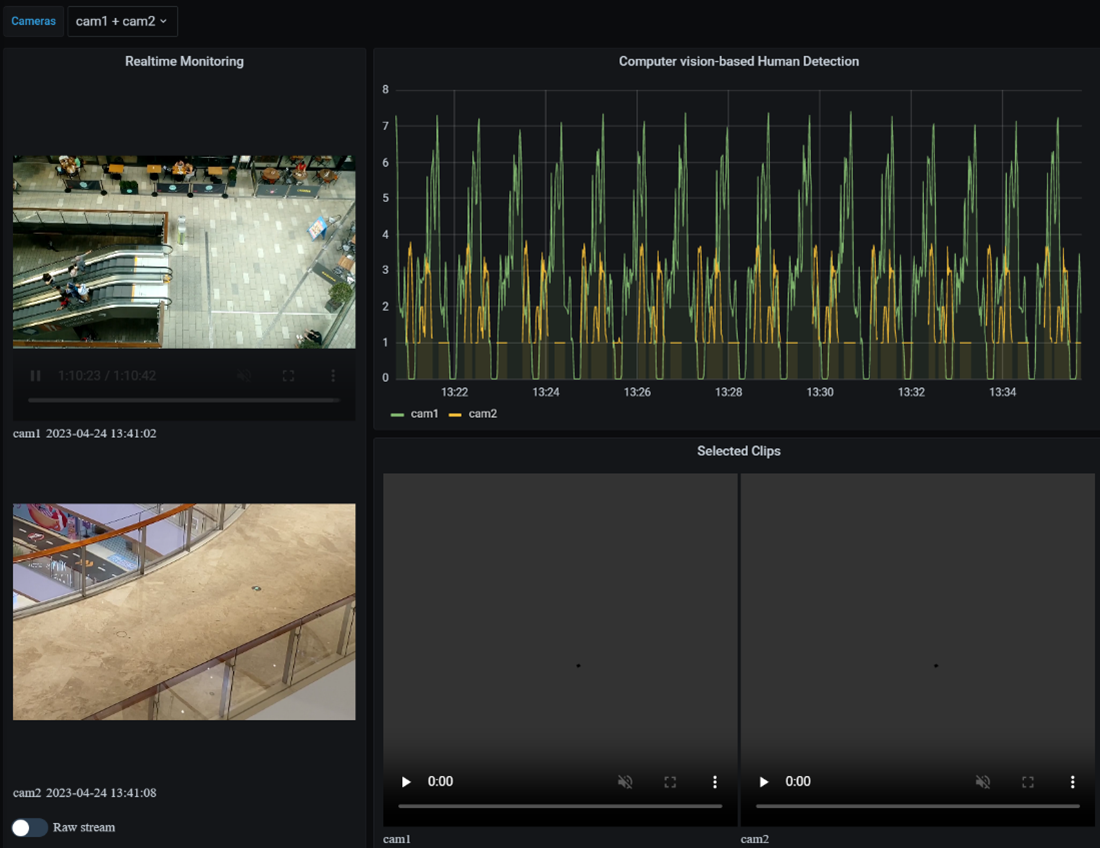 Cameras cam1 + cam2
Realtime Monitoring
1:10:23 / 1:10:42
cam1 2023-04-24 13:41:02
cam2 2023-04-24 13:41:08
Raw stream
Computer vision-based Human Detection
8
7
6
5
4
3
2
1
0
13:22 13:24 13:26 13:28 13:30 13:32 13:34
cam1 cam2
Selected Clips
0:00 0:00
cam1 cam2